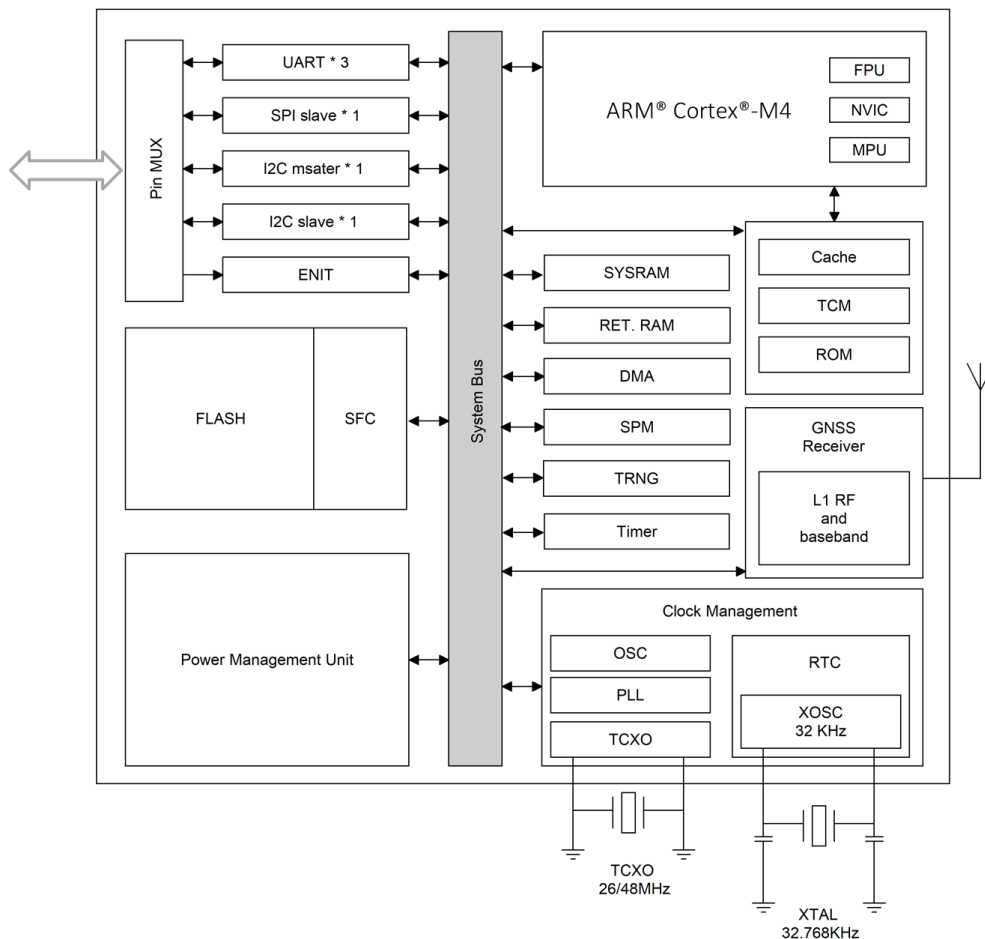 Pin MUX
UART * 3
SPI slave * 1
I2C msater * 1
I2C slave * 1
ENIT
FLASH
SFC
Power Management Unit
System Bus
ARM® Cortex®-M4
FPU
NVIC
MPU
SYSRAM
RET. RAM
DMA
SPM
TRNG
Timer
Cache
TCM
ROM
GNSS
Receiver
L1 RF
and
baseband
Clock Management
OSC
PLL
TCXO
RTC
XOSC
32 KHz
TCXO
26/48MHz
XTAL
32.768KHz